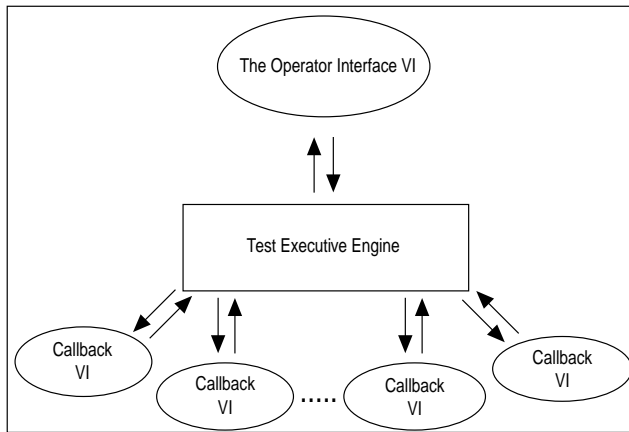 The Operator Interface VI
Test Executive Engine
Callback
VI
Callback
VI
.....
Callback
VI
Callback
VI